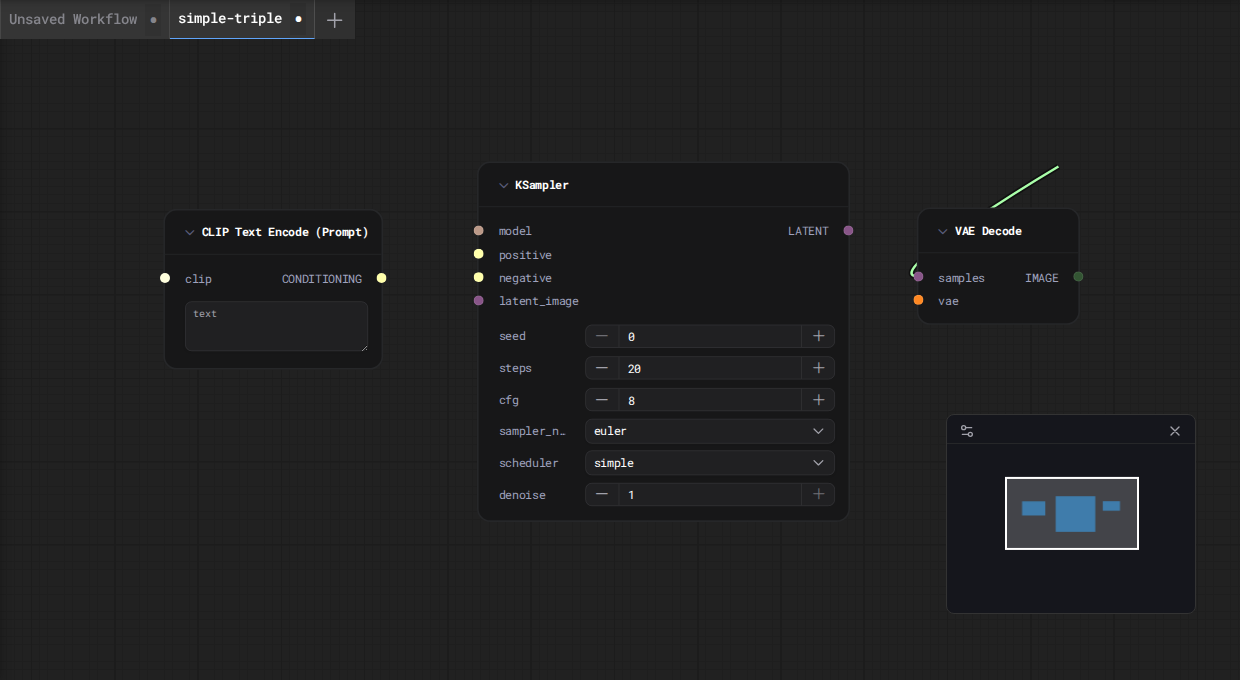 Unsaved Workflow
simple-triple
CLIP Text Encode (Prompt)
clip
CONDITIONING
text
KSampler
model
LATENT
positive
negative
latent_image
seed
0
steps
20
cfg
8
sampler_n…
euler
scheduler
simple
denoise
1
VAE Decode
samples
IMAGE
vae